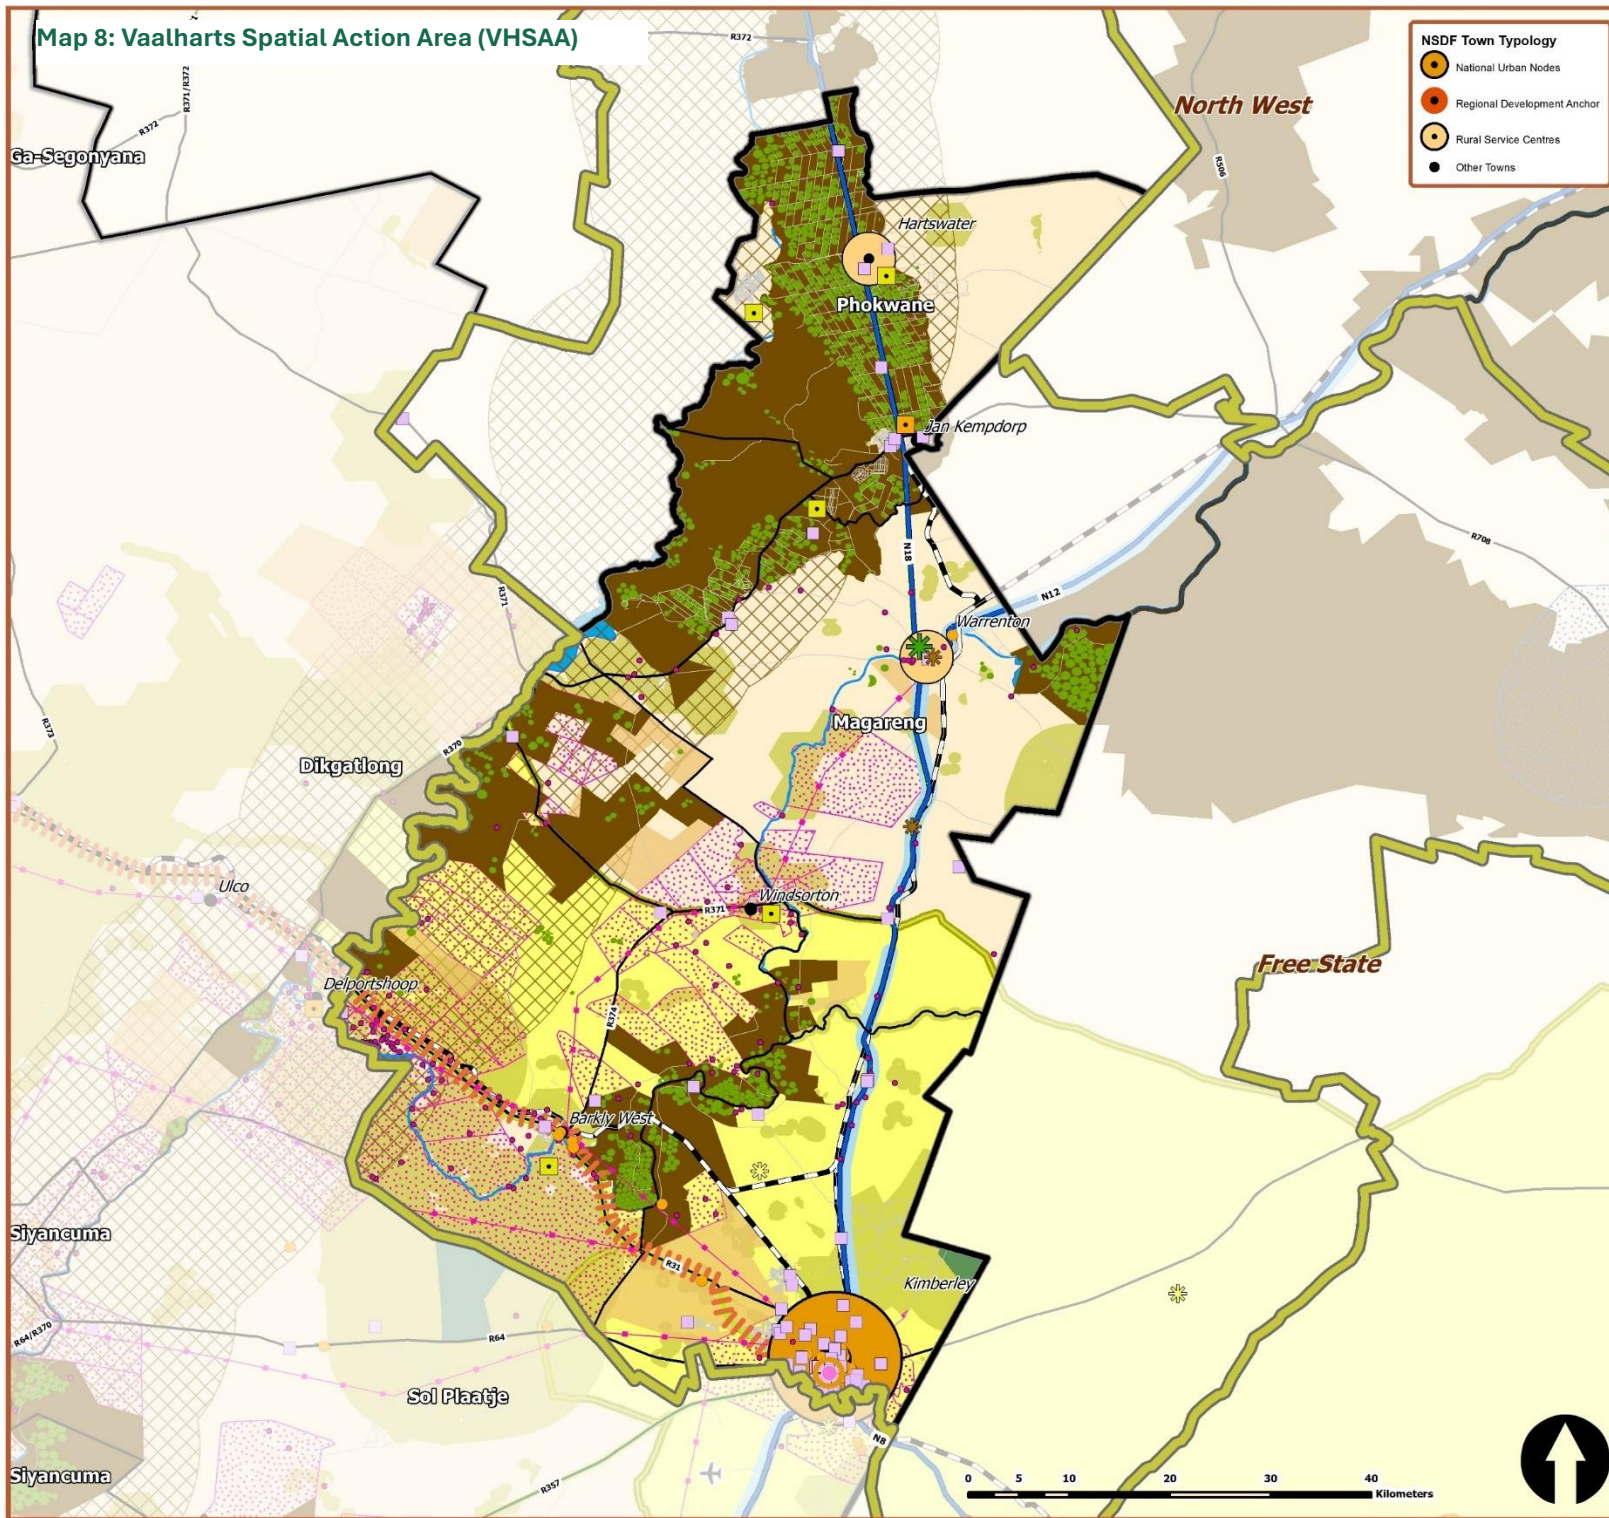 Map 8: Vaalharts Spatial Action Area (VHSAA)
R372
NSDF Town Typology
National Urban Nodes
Regional Development Anchor
Rural Service Centres
Other Towns
R371/R372
R372
North West
Ga-Segonyana
R506
Hartswater
Phokwane
Jan Kempdorp
R708
N18
R371
N12
Warrenton
Magareng
R373
R370
Dikgatlong
Ulco
Windsorton
R371
Free State
Delportshoop
R374
Barkly West
Siyancuma
R31
Kimberley
R64/R370
R64
Sol Plaatje
N8
Siyancuma
R357
0 5 10 20 30 40
Kilometers